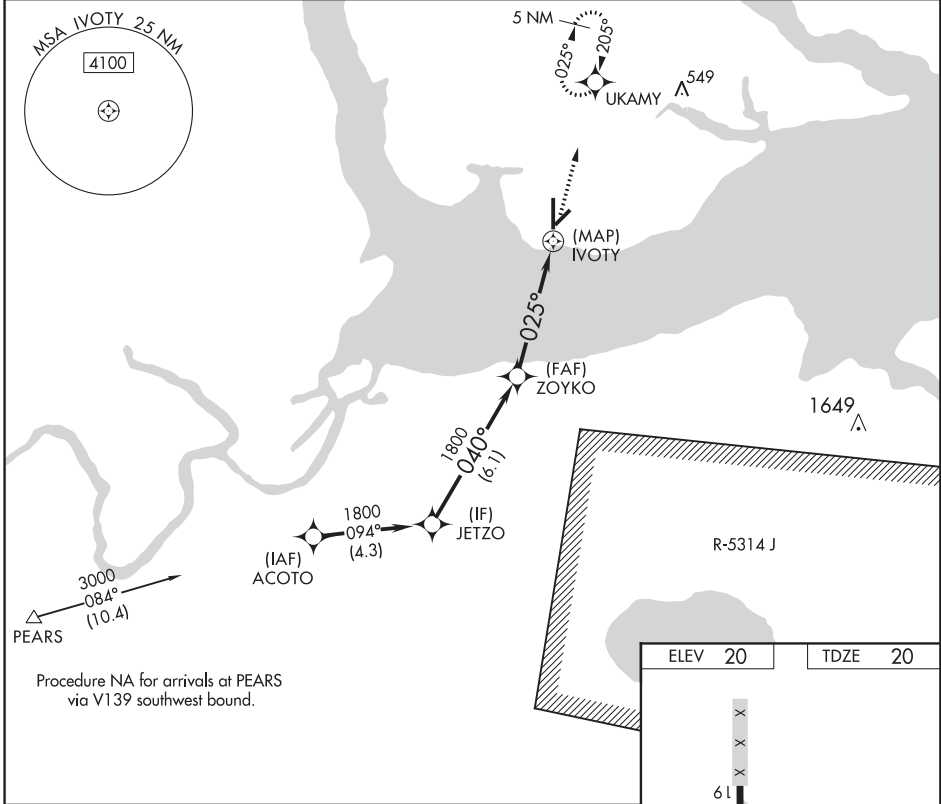 MSA IVOTY 25 NM
4100
5 NM
025°
205°
UKAMY
549
(MAP)
IVOTY
025°
(FAF)
ZOYKO
1649
1800
040°
(6.1)
(IF)
JETZO
1800
094°
(4.3)
(IAF)
ACOTO
R-5314 J
3000
084°
(10.4)
PEARS
Procedure NA for arrivals at PEARS
via V139 southwest bound.
ELEV 20
TDZE 20
X
X
X
19